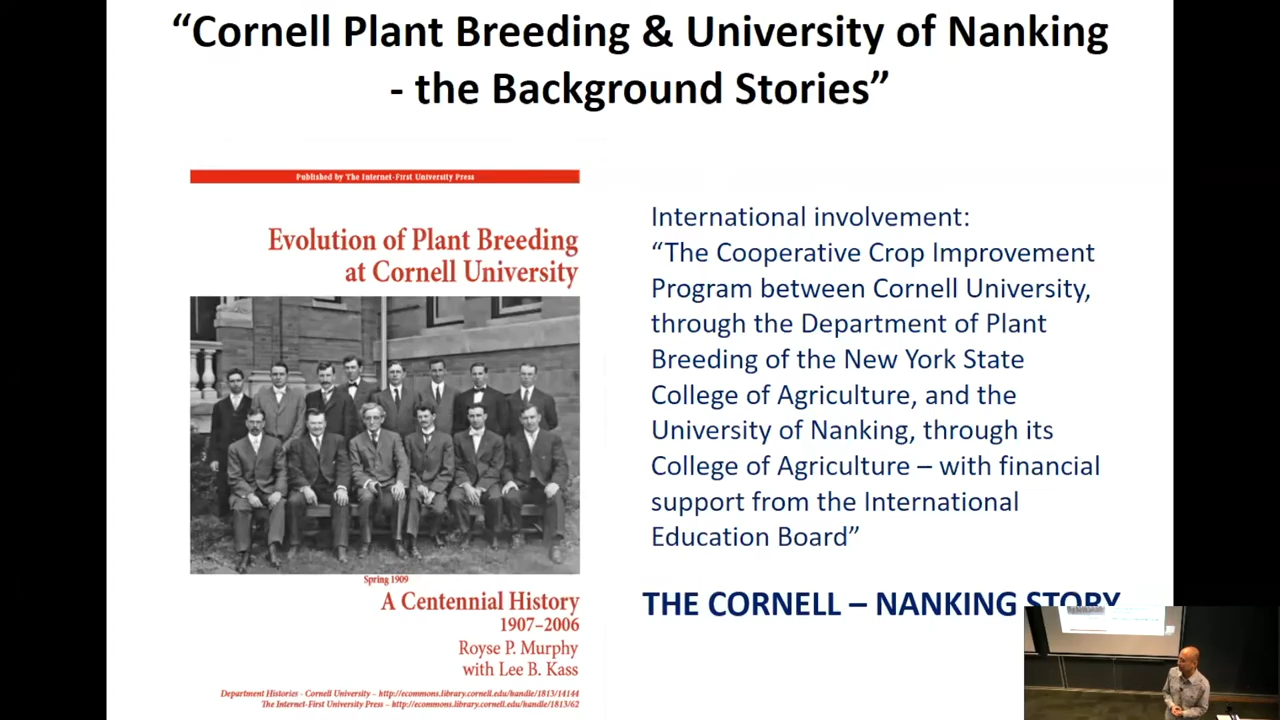 “Cornell Plant Breeding & University of Nanking
- the Background Stories”
Published by The Internet-First University Press
Evolution of Plant Breeding
at Cornell University
Spring 1909
A Centennial History
1907–2006
Royse P. Murphy
with Lee B. Kass
Department Histories - Cornell University – http://ecommons.library.cornell.edu/handle/1813/14144
The Internet-First University Press – http://ecommons.library.cornell.edu/handle/1813/62
International involvement:
“The Cooperative Crop Improvement
Program between Cornell University,
through the Department of Plant
Breeding of the New York State
College of Agriculture, and the
University of Nanking, through its
College of Agriculture – with financial
support from the International
Education Board”
THE CORNELL – NANKING STORY